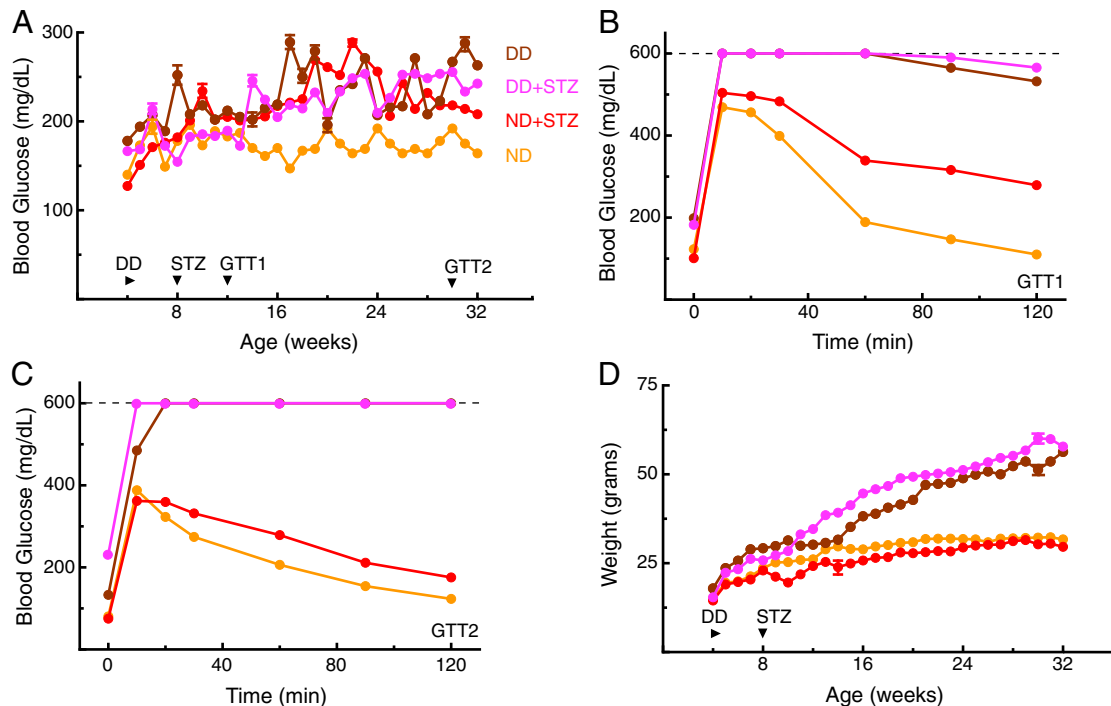 A
Blood Glucose (mg/dL)
300
200
100
DD
DD+STZ
ND+STZ
ND
DD
STZ
GTT1
GTT2
8
16
24
32
Age (weeks)
B
Blood Glucose (mg/dL)
600
400
200
GTT1
0
40
80
120
Time (min)
C
Blood Glucose (mg/dL)
600
400
200
GTT2
0
40
80
120
Time (min)
D
Weight (grams)
75
50
25
DD
STZ
8
16
24
32
Age (weeks)